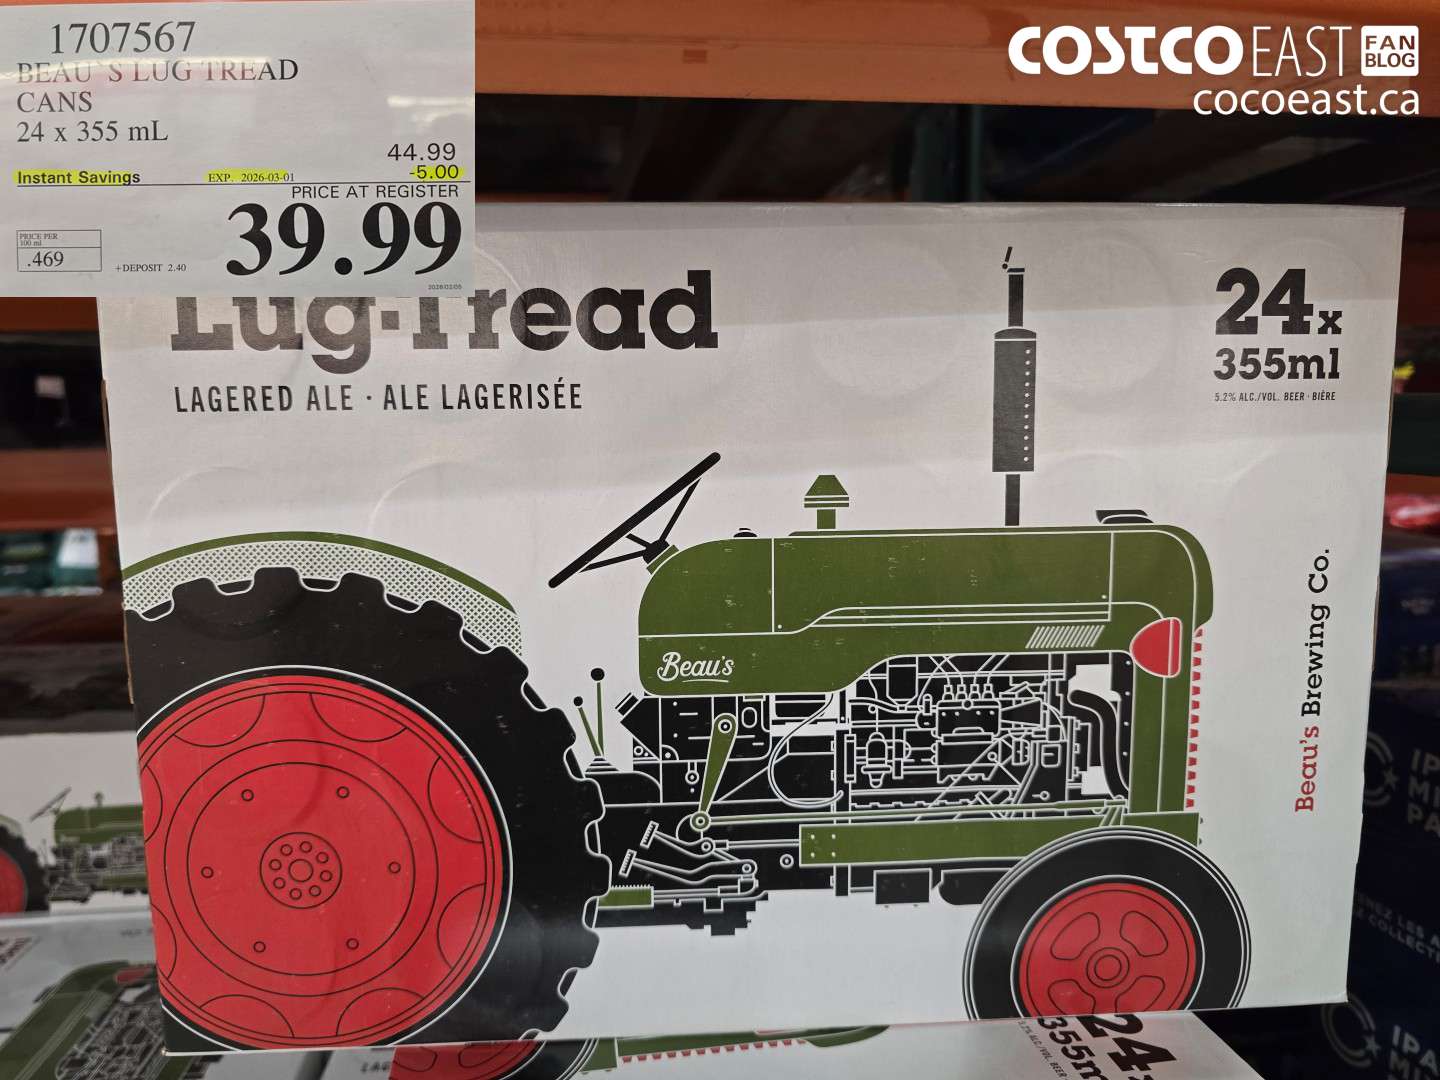 1707567
BEAU`S LUG TREAD
CANS
24 x 355 mL
44.99
Instant Savings EXP. 2026-03-01 -5.00
PRICE AT REGISTER
39.99
PRICE PER
100 ml
.469
+DEPOSIT 2.40
COSTCO EAST FAN BLOG
cocoeast.ca
Lug-Tread
LAGERED ALE · ALE LAGERISÉE
24x
355ml
5.2% ALC./VOL. BEER · BIÈRE
Beau's
Beau's Brewing Co.
24x
355m